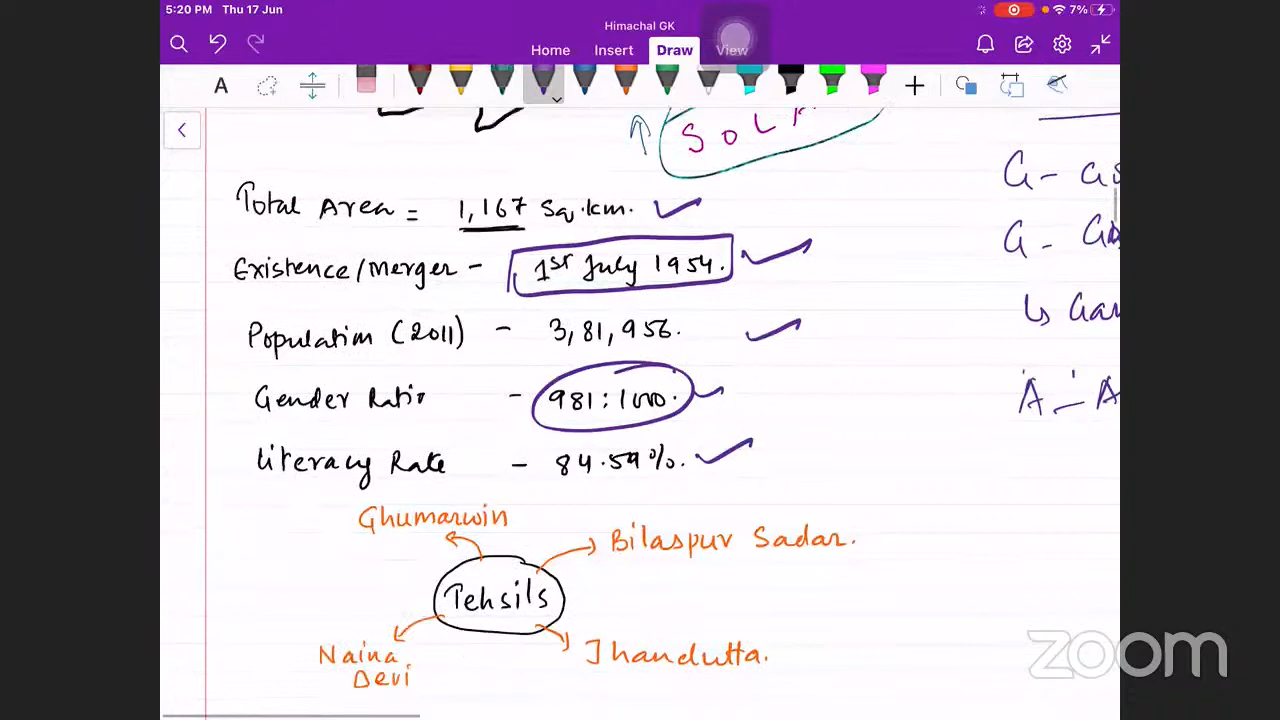 5:20 PM Thu 17 Jun
7%
Himachal GK
Home Insert Draw View
A
SOLA
Total Area = 1,167 Sq.km.
Existence/Merger - 1st July 1954.
Population (2011) - 3,81,956.
Gender Ratio - 981:1000.
Literacy Rate - 84.59%.
G -
G -
↳ Gar
A - A
Ghumarwin
Bilaspur Sadar.
Tehsils
Naina Devi
Jhandutta.
zoom